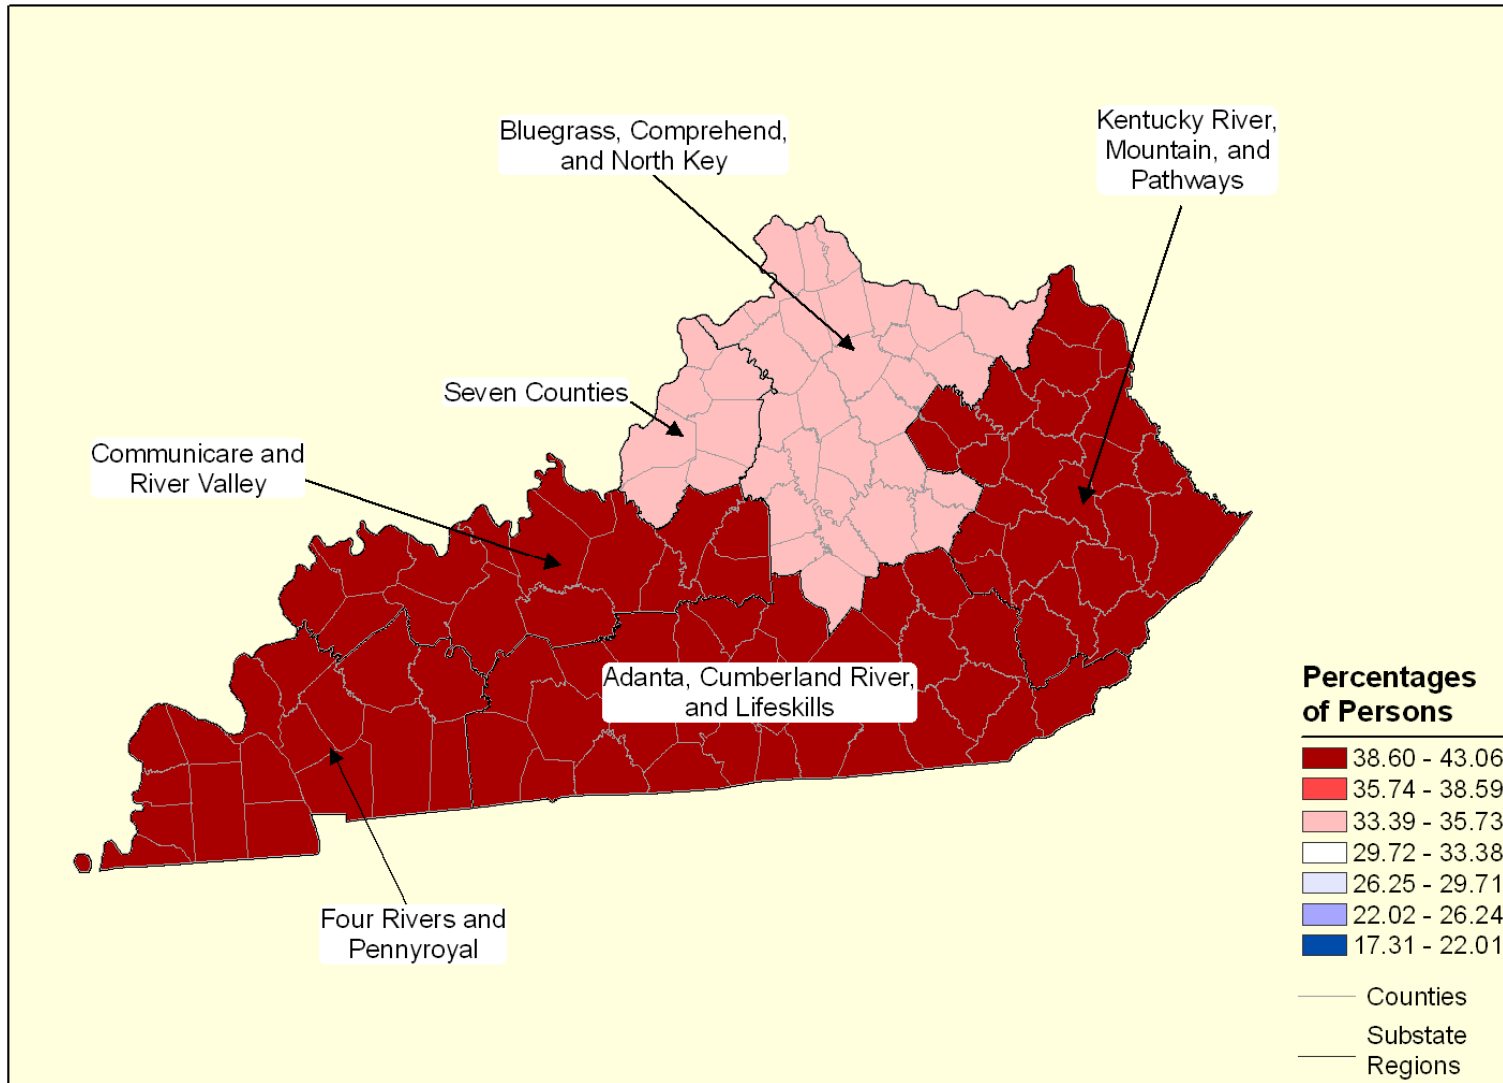 Bluegrass, Comprehend,
and North Key
Kentucky River,
Mountain, and
Pathways
Seven Counties
Communicare and
River Valley
Adanta, Cumberland River,
and Lifeskills
Four Rivers and
Pennyroyal
Percentages
of Persons
38.60 - 43.06
35.74 - 38.59
33.39 - 35.73
29.72 - 33.38
26.25 - 29.71
22.02 - 26.24
17.31 - 22.01
Counties
Substate
Regions